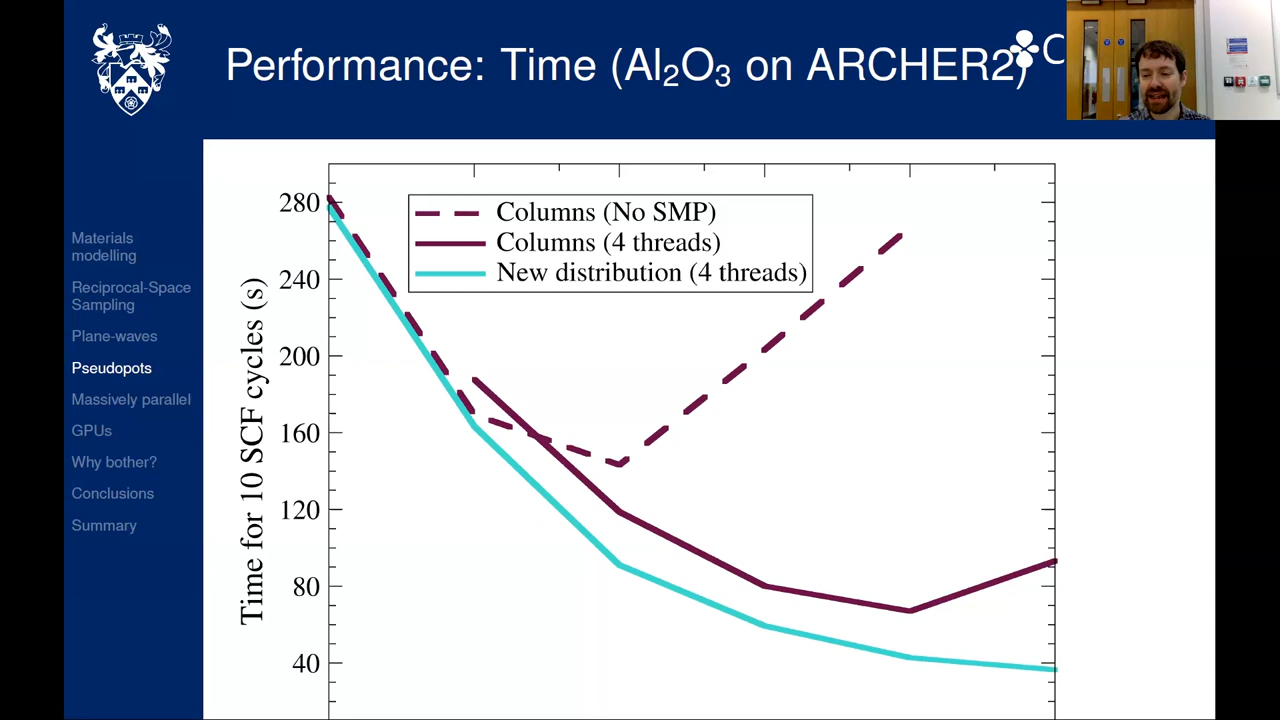 Performance: Time (Al₂O₃ on ARCHER2)
C
Materials
modelling
Reciprocal-Space
Sampling
Plane-waves
Pseudopots
Massively parallel
GPUs
Why bother?
Conclusions
Summary
Columns (No SMP)
Columns (4 threads)
New distribution (4 threads)
Time for 10 SCF cycles (s)
280
240
200
160
120
80
40